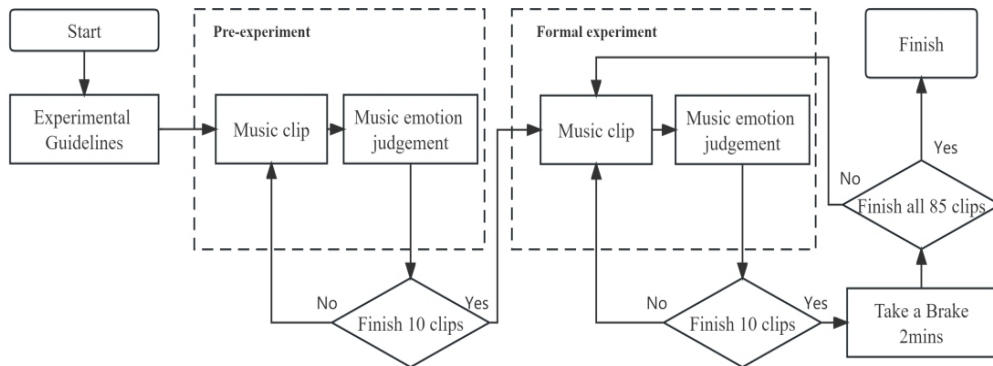 Start
Experimental
Guidelines
Pre-experiment
Music clip
Music emotion
judgement
No
Finish 10 clips
Yes
Formal experiment
Music clip
Music emotion
judgement
No
Finish 10 clips
Yes
Take a Brake
2mins
No
Finish all 85 clips
Yes
Finish